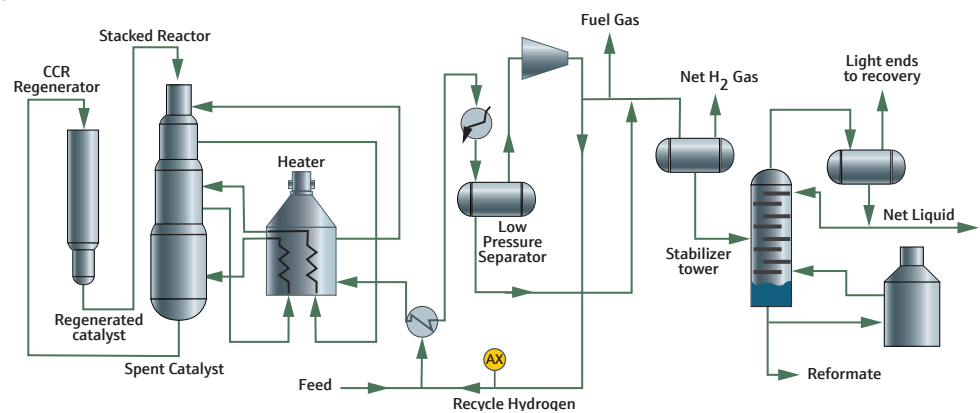 Stacked Reactor
CCR
Regenerator
Heater
Regenerated
catalyst
Spent Catalyst
Feed
AX
Recycle Hydrogen
Low
Pressure
Separator
Fuel Gas
Net H2 Gas
Light ends
to recovery
Net Liquid
Stabilizer
tower
Reformate